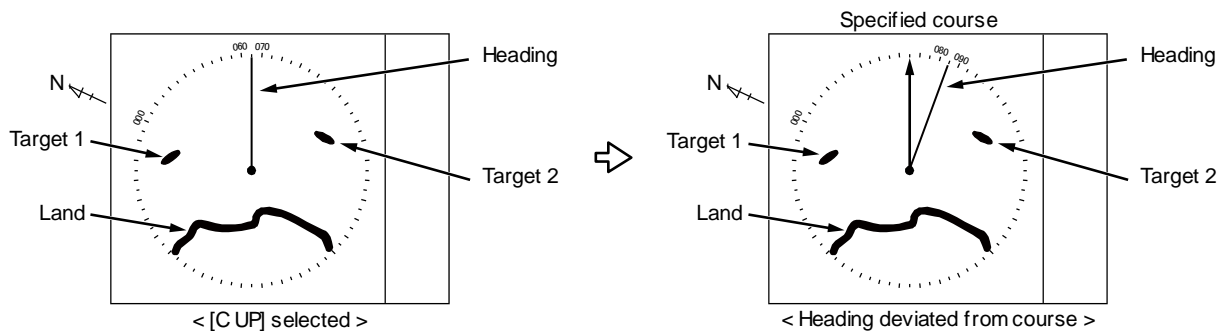 Specified course
060 070
Heading
080 090
Heading
N
N
000
000
Target 1
Target 1
Target 2
Target 2
Land
Land
< [C UP] selected >
< Heading deviated from course >